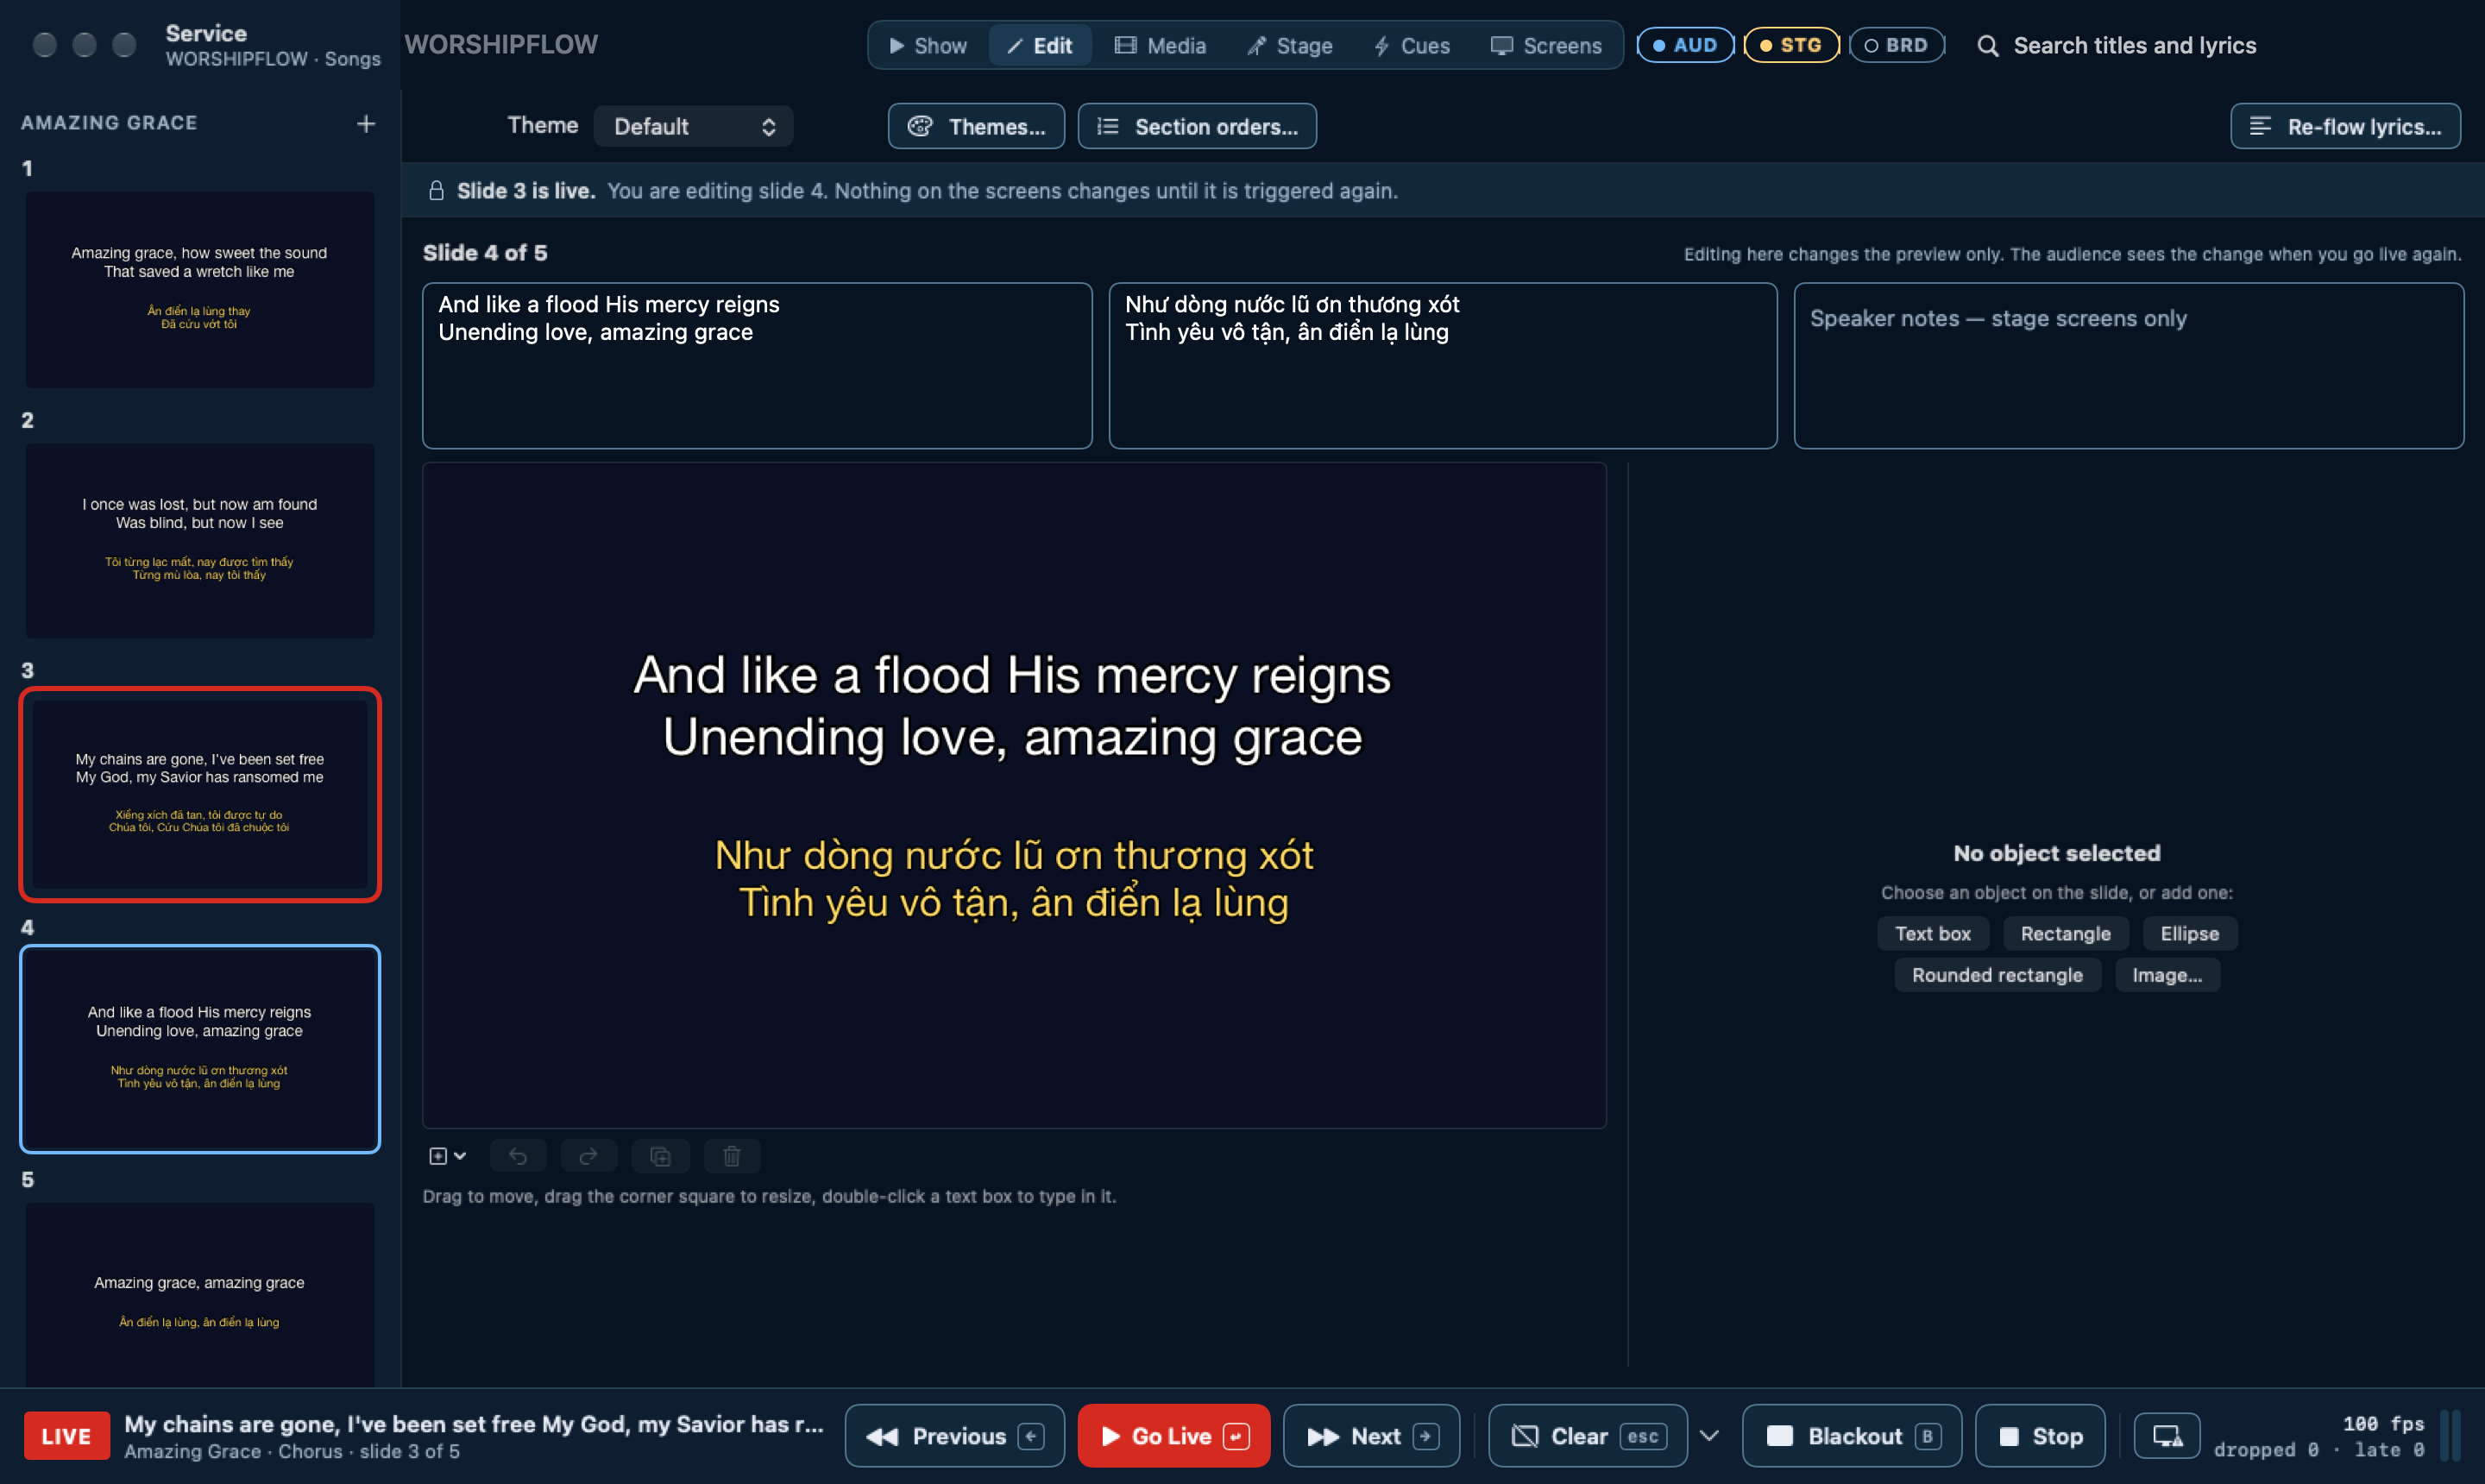 Service
WORSHIPFLOW · Songs
WORSHIPFLOW
Show
Edit
Media
Stage
Cues
Screens
AUD
STG
BRD
Search titles and lyrics
AMAZING GRACE
Theme
Default
Themes...
Section orders...
Re-flow lyrics...
Slide 3 is live. You are editing slide 4. Nothing on the screens changes until it is triggered again.
1
Amazing grace, how sweet the sound
That saved a wretch like me
Ân điển lạ lùng thay
Đã cứu vớt tôi
2
I once was lost, but now am found
Was blind, but now I see
Tôi từng lạc mất, nay được tìm thấy
Từng mù lòa, nay tôi thấy
3
My chains are gone, I've been set free
My God, my Savior has ransomed me
Xiềng xích đã tan, tôi được tự do
Chúa tôi, Cứu Chúa tôi đã chuộc tôi
4
And like a flood His mercy reigns
Unending love, amazing grace
Như dòng nước lũ ơn thương xót
Tình yêu vô tận, ân điển lạ lùng
5
Amazing grace, amazing grace
Ân điển lạ lùng, ân điển lạ lùng
Slide 4 of 5
Editing here changes the preview only. The audience sees the change when you go live again.
And like a flood His mercy reigns
Unending love, amazing grace
Như dòng nước lũ ơn thương xót
Tình yêu vô tận, ân điển lạ lùng
Speaker notes — stage screens only
And like a flood His mercy reigns
Unending love, amazing grace
Như dòng nước lũ ơn thương xót
Tình yêu vô tận, ân điển lạ lùng
No object selected
Choose an object on the slide, or add one:
Text box
Rectangle
Ellipse
Rounded rectangle
Image...
Drag to move, drag the corner square to resize, double-click a text box to type in it.
LIVE
My chains are gone, I've been set free My God, my Savior has r...
Amazing Grace · Chorus · slide 3 of 5
Previous
Go Live
Next
Clear esc
Blackout B
Stop
100 fps
dropped 0 · late 0